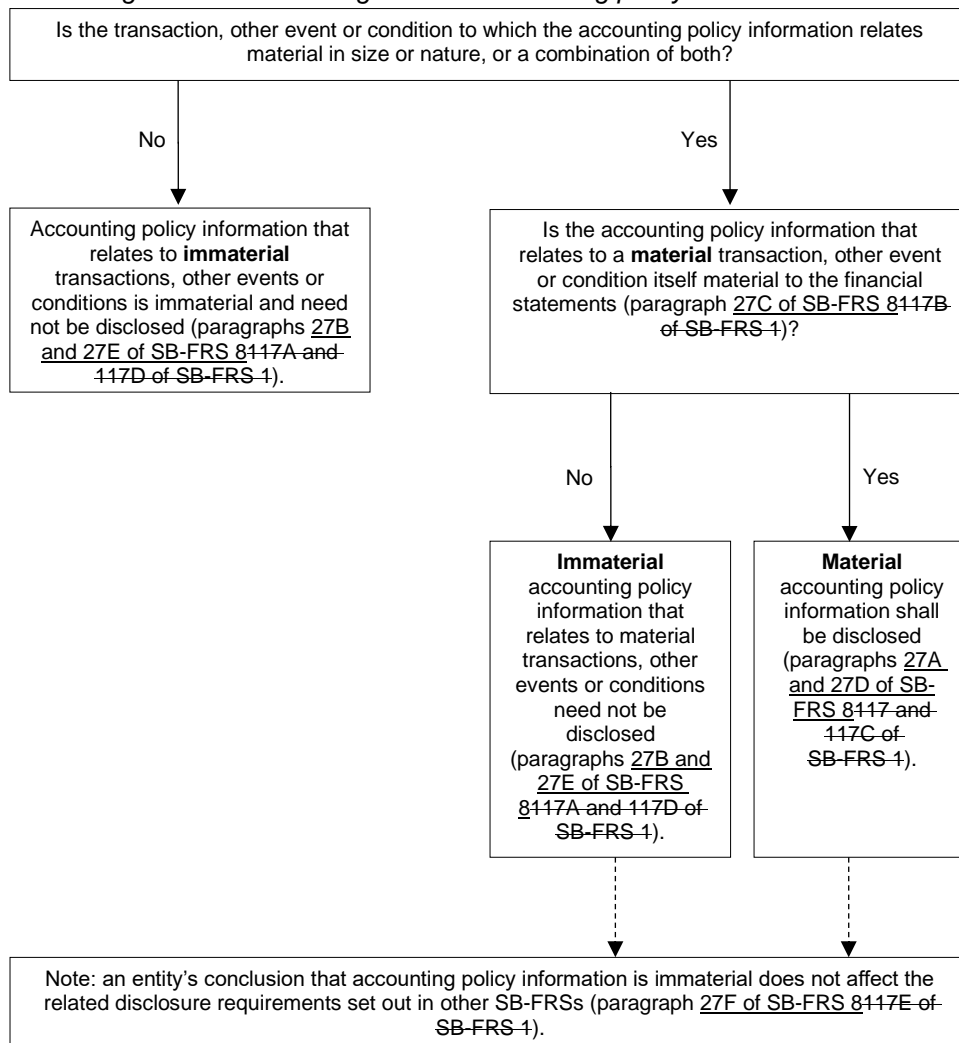 Is the transaction, other event or condition to which the accounting policy information relates
material in size or nature, or a combination of both?
No
Yes
Accounting policy information that
relates to immaterial
transactions, other events or
conditions is immaterial and need
not be disclosed (paragraphs 27B
and 27E of SB-FRS 8117A and
117D of SB-FRS 1).
Is the accounting policy information that
relates to a material transaction, other event
or condition itself material to the financial
statements (paragraph 27C of SB-FRS 8117B
of SB-FRS 1)?
No
Yes
Immaterial
accounting policy
information that
relates to material
transactions, other
events or conditions
need not be
disclosed
(paragraphs 27B and
27E of SB-FRS
8117A and 117D of
SB-FRS 1).
Material
accounting policy
information shall
be disclosed
(paragraphs 27A
and 27D of SB-
FRS 8117 and
117C of
SB-FRS 1).
Note: an entity's conclusion that accounting policy information is immaterial does not affect the
related disclosure requirements set out in other SB-FRSs (paragraph 27F of SB-FRS 8117E of
SB-FRS 1).